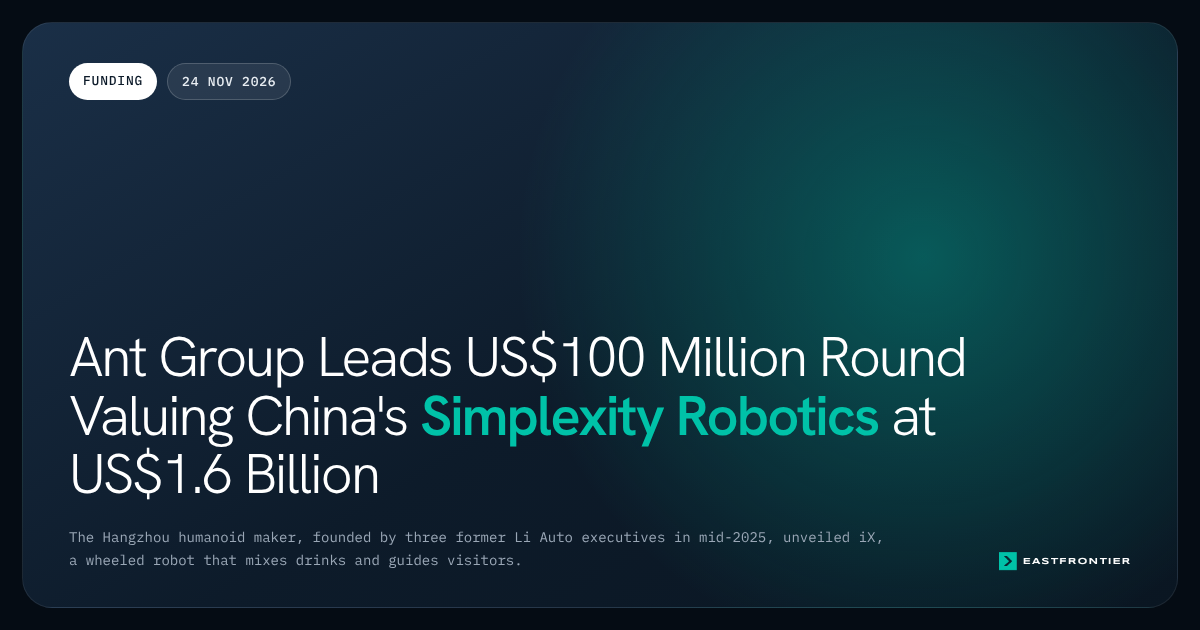 FUNDING
24 NOV 2026
Ant Group Leads US$100 Million Round
Valuing China's Simplexity Robotics at
US$1.6 Billion
The Hangzhou humanoid maker, founded by three former Li Auto executives in mid-2025, unveiled iX,
a wheeled robot that mixes drinks and guides visitors.
EASTFRONTIER